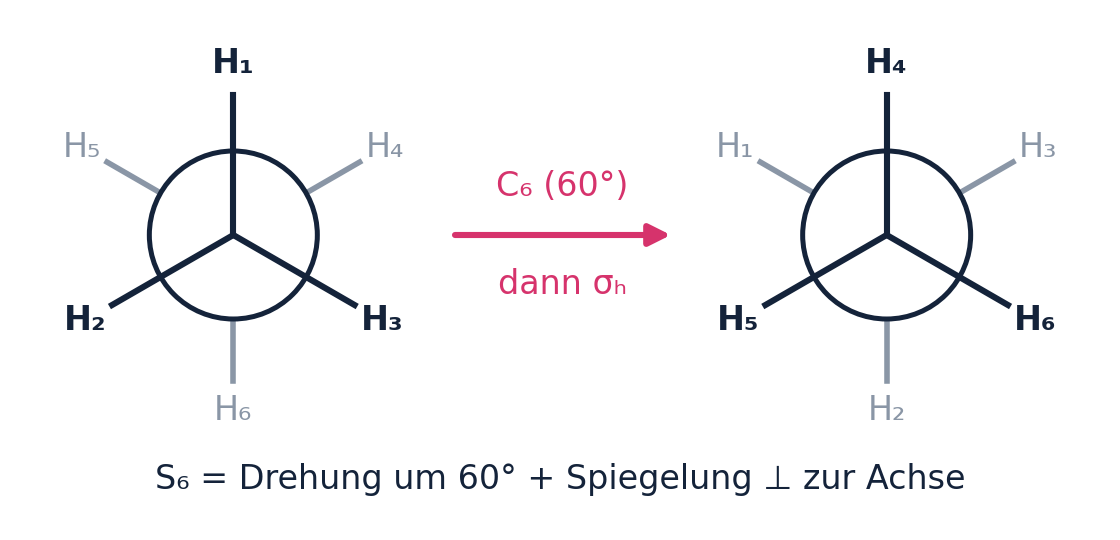 H₁
H₅
H₄
H₂
H₃
H₆
C₆ (60°)
dann σₕ
H₄
H₁
H₃
H₅
H₆
H₂
S₆ = Drehung um 60° + Spiegelung ⊥ zur Achse